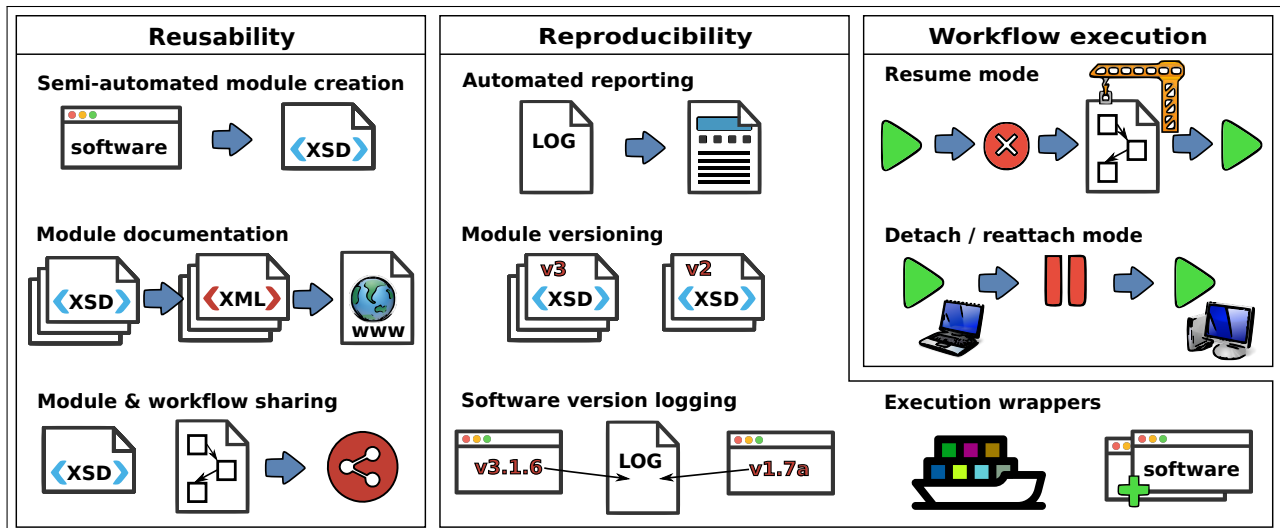 Reusability
Semi-automated module creation
software
XSD
Module documentation
XSD
XML
www
Module & workflow sharing
XSD
Reproducibility
Automated reporting
LOG
Module versioning
v3
XSD
v2
XSD
Software version logging
v3.1.6
LOG
v1.7a
Workflow execution
Resume mode
Detach / reattach mode
Execution wrappers
software